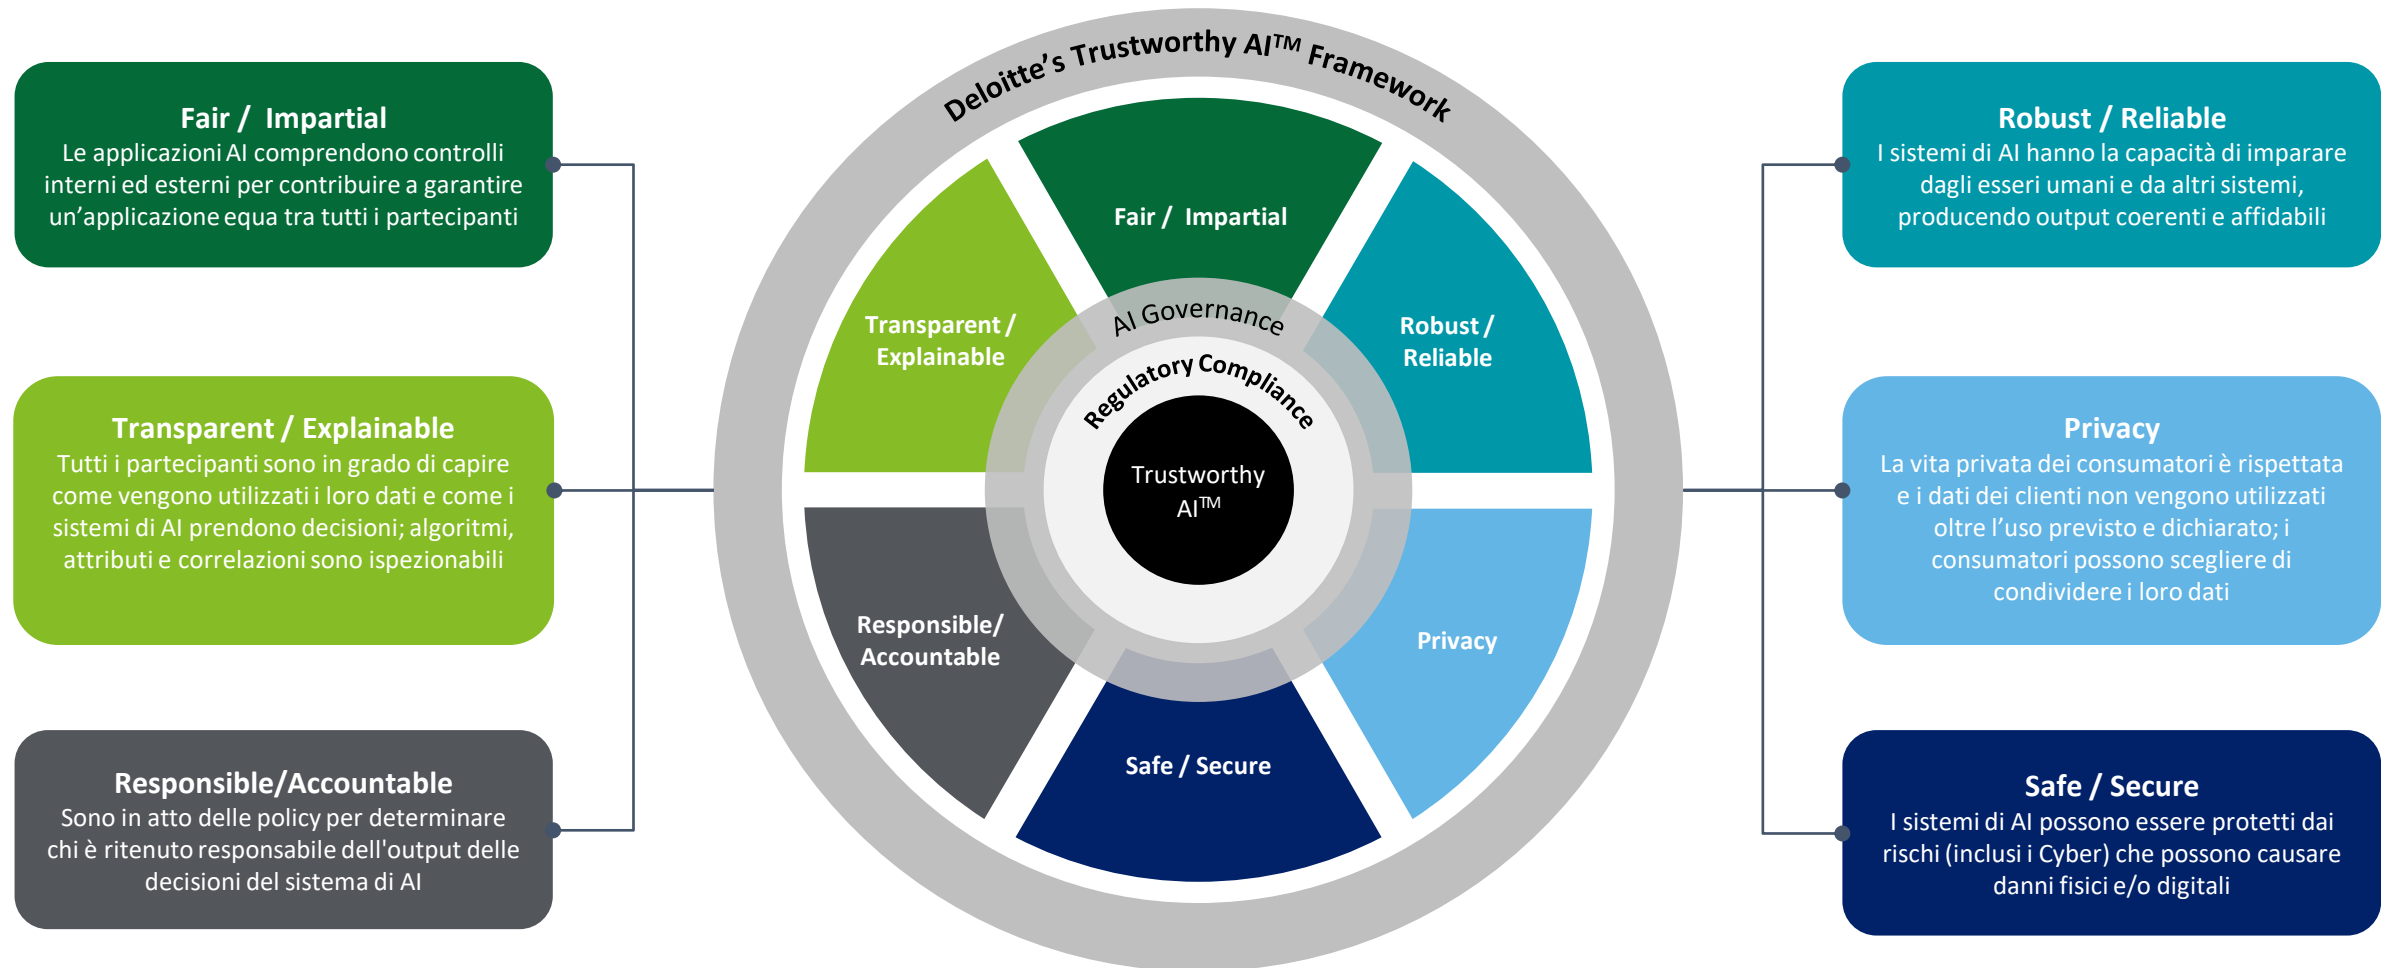 Deloitte’s Trustworthy AI™ Framework
Fair / Impartial
Le applicazioni AI comprendono controlli
interni ed esterni per contribuire a garantire
un’applicazione equa tra tutti i partecipanti
Transparent / Explainable
Tutti i partecipanti sono in grado di capire
come vengono utilizzati i loro dati e come i
sistemi di AI prendono decisioni; algoritmi,
attributi e correlazioni sono ispezionabili
Responsible/Accountable
Sono in atto delle policy per determinare
chi è ritenuto responsabile dell'output delle
decisioni del sistema di AI
Fair / Impartial
Transparent /
Explainable
Robust /
Reliable
AI Governance
Regulatory Compliance
Trustworthy
AI™
Responsible/
Accountable
Privacy
Safe / Secure
Robust / Reliable
I sistemi di AI hanno la capacità di imparare
dagli esseri umani e da altri sistemi,
producendo output coerenti e affidabili
Privacy
La vita privata dei consumatori è rispettata
e i dati dei clienti non vengono utilizzati
oltre l’uso previsto e dichiarato; i
consumatori possono scegliere di
condividere i loro dati
Safe / Secure
I sistemi di AI possono essere protetti dai
rischi (inclusi i Cyber) che possono causare
danni fisici e/o digitali